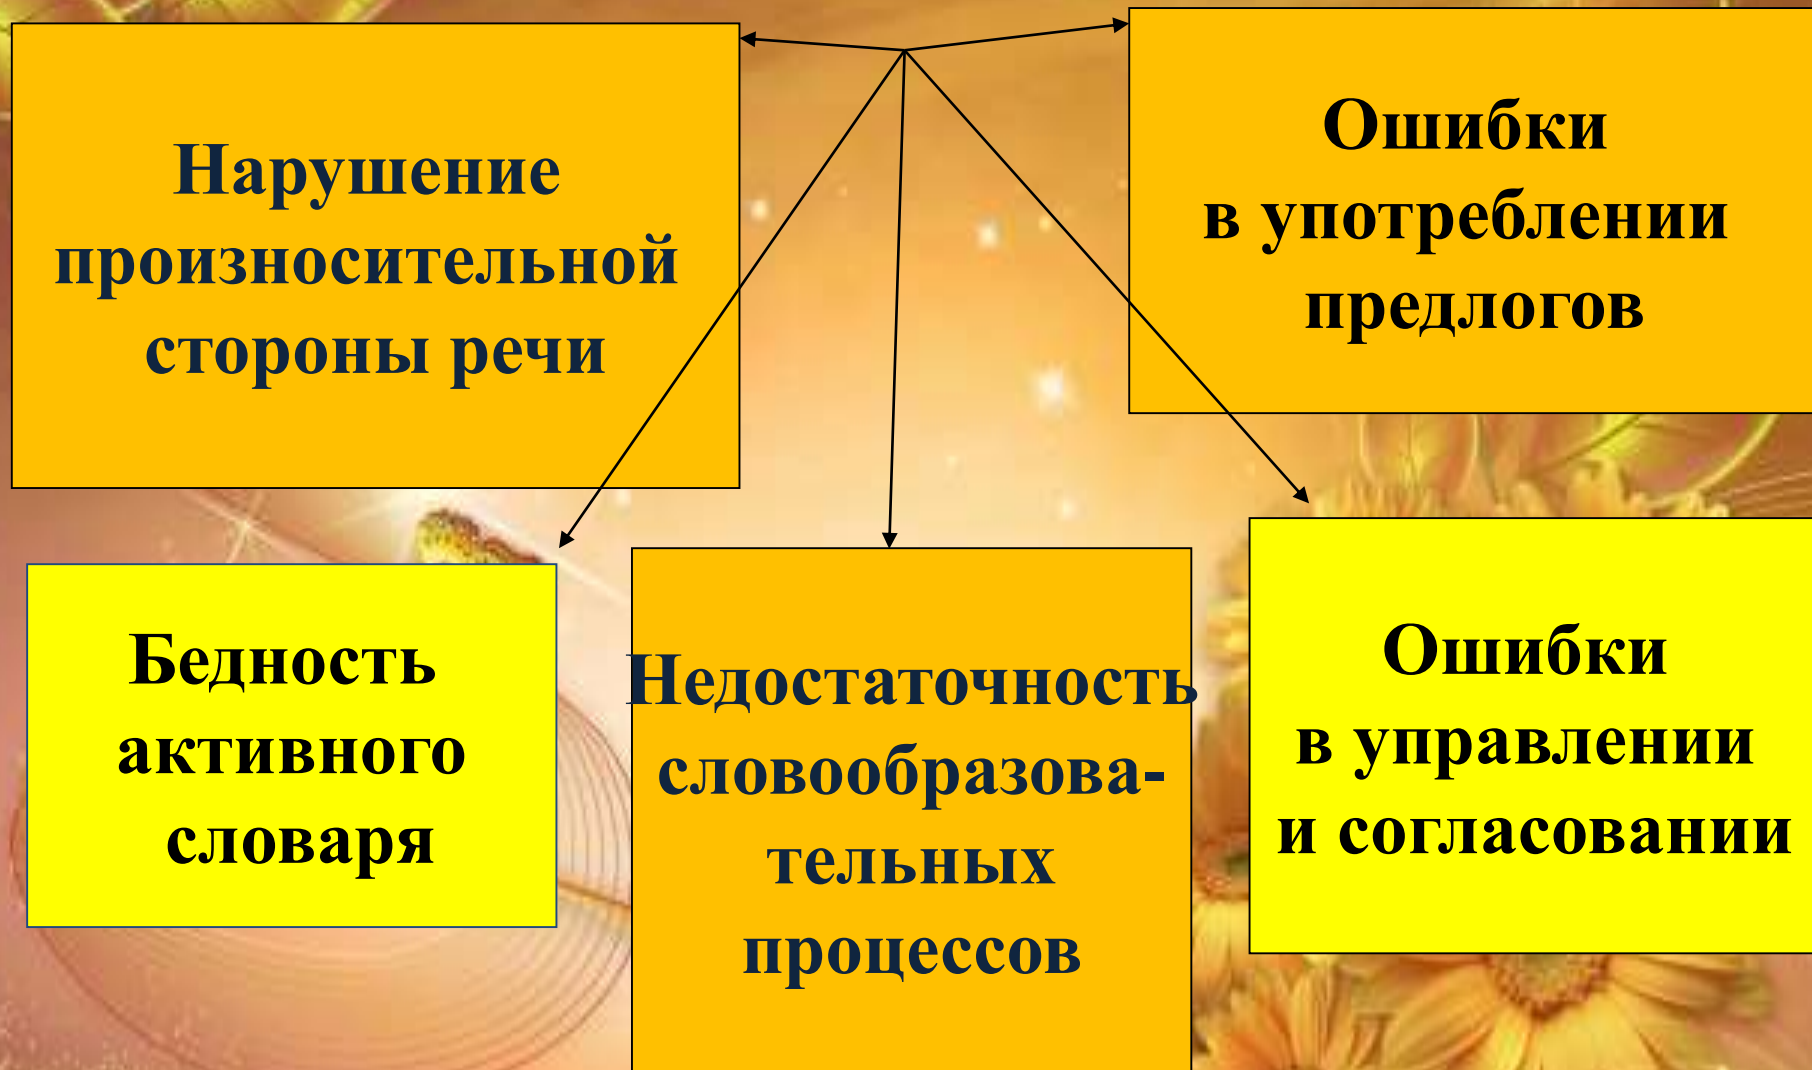 Нарушение
произносительной
стороны речи
Ошибки
в употреблении
предлогов
Бедность
активного
словаря
Недостаточность
словообразова-
тельных
процессов
Ошибки
в управлении
и согласовании